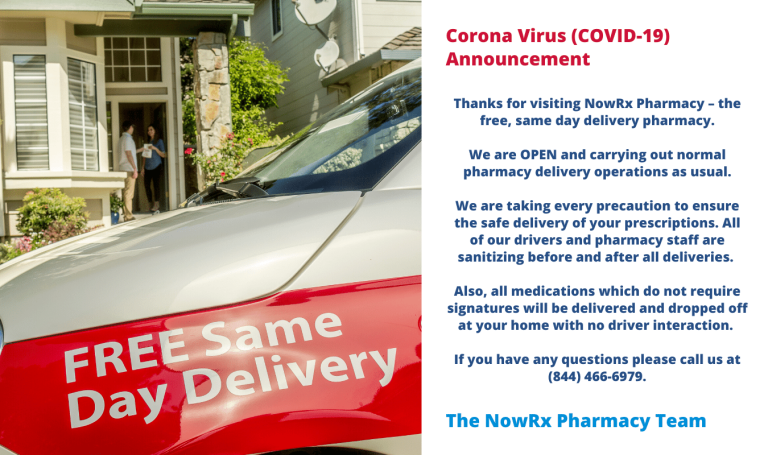 FREE Same
Day Delivery
Corona Virus (COVID-19)
Announcement
Thanks for visiting NowRx Pharmacy – the
free, same day delivery pharmacy.
We are OPEN and carrying out normal
pharmacy delivery operations as usual.
We are taking every precaution to ensure
the safe delivery of your prescriptions. All
of our drivers and pharmacy staff are
sanitizing before and after all deliveries.
Also, all medications which do not require
signatures will be delivered and dropped off
at your home with no driver interaction.
If you have any questions please call us at
(844) 466-6979.
The NowRx Pharmacy Team